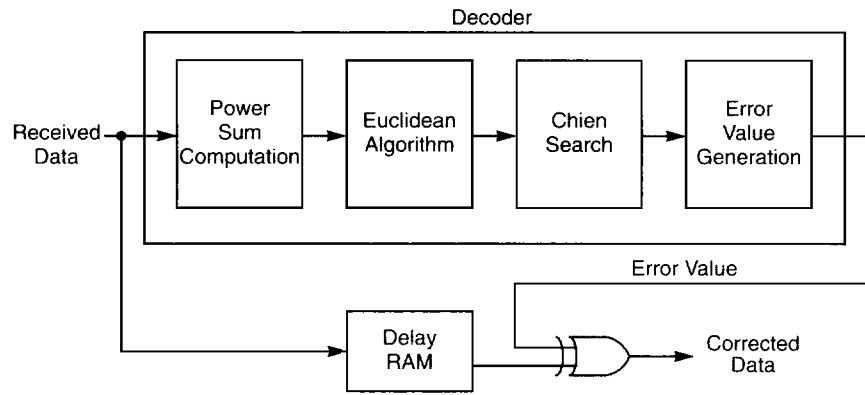 Decoder
Received
Data
Power
Sum
Computation
Euclidean
Algorithm
Chien
Search
Error
Value
Generation
Error Value
Delay
RAM
Corrected
Data